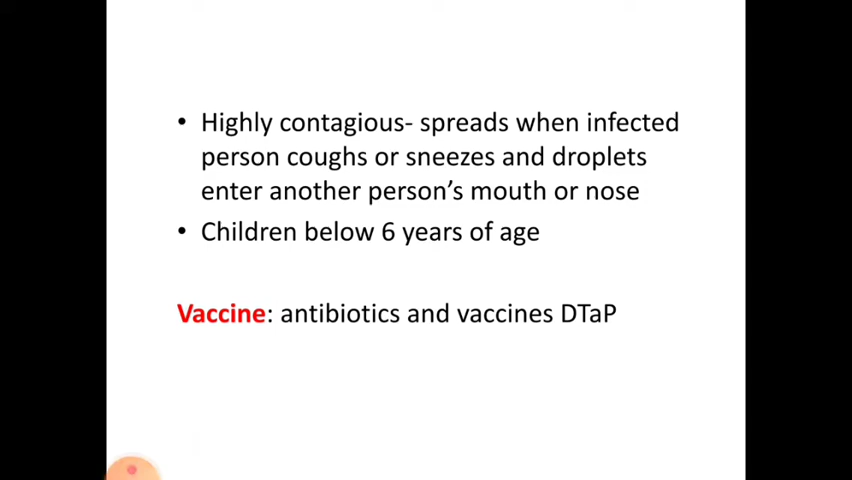 • Highly contagious- spreads when infected
person coughs or sneezes and droplets
enter another person's mouth or nose
• Children below 6 years of age
Vaccine: antibiotics and vaccines DTaP